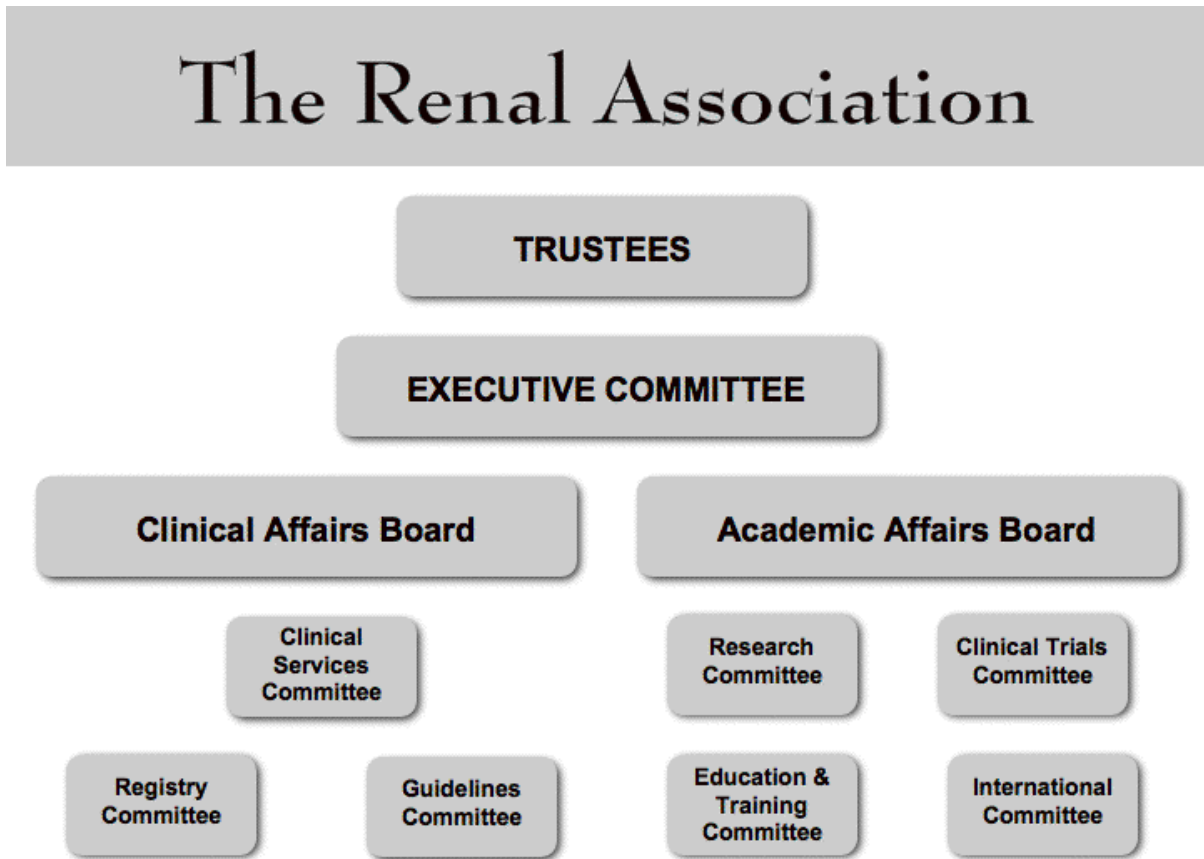 The Renal Association
TRUSTEES
EXECUTIVE COMMITTEE
Clinical Affairs Board
Academic Affairs Board
Clinical
Services
Committee
Research
Committee
Clinical Trials
Committee
Registry
Committee
Guidelines
Committee
Education &
Training
Committee
International
Committee